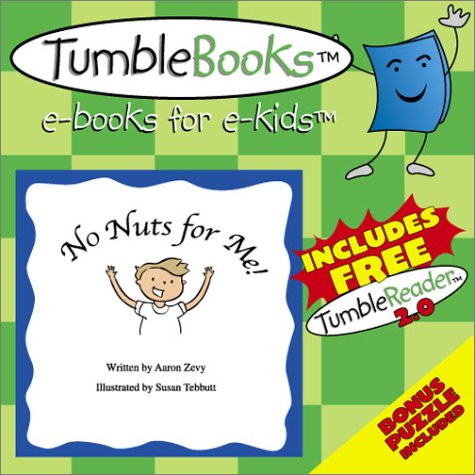 TumbleBooks™
e-books for e-kids™
No Nuts for Me!
Written by Aaron Zevy
Illustrated by Susan Tebbutt
INCLUDES
FREE
TumbleReader™
2.0
BONUS
PUZZLE
INCLUDED